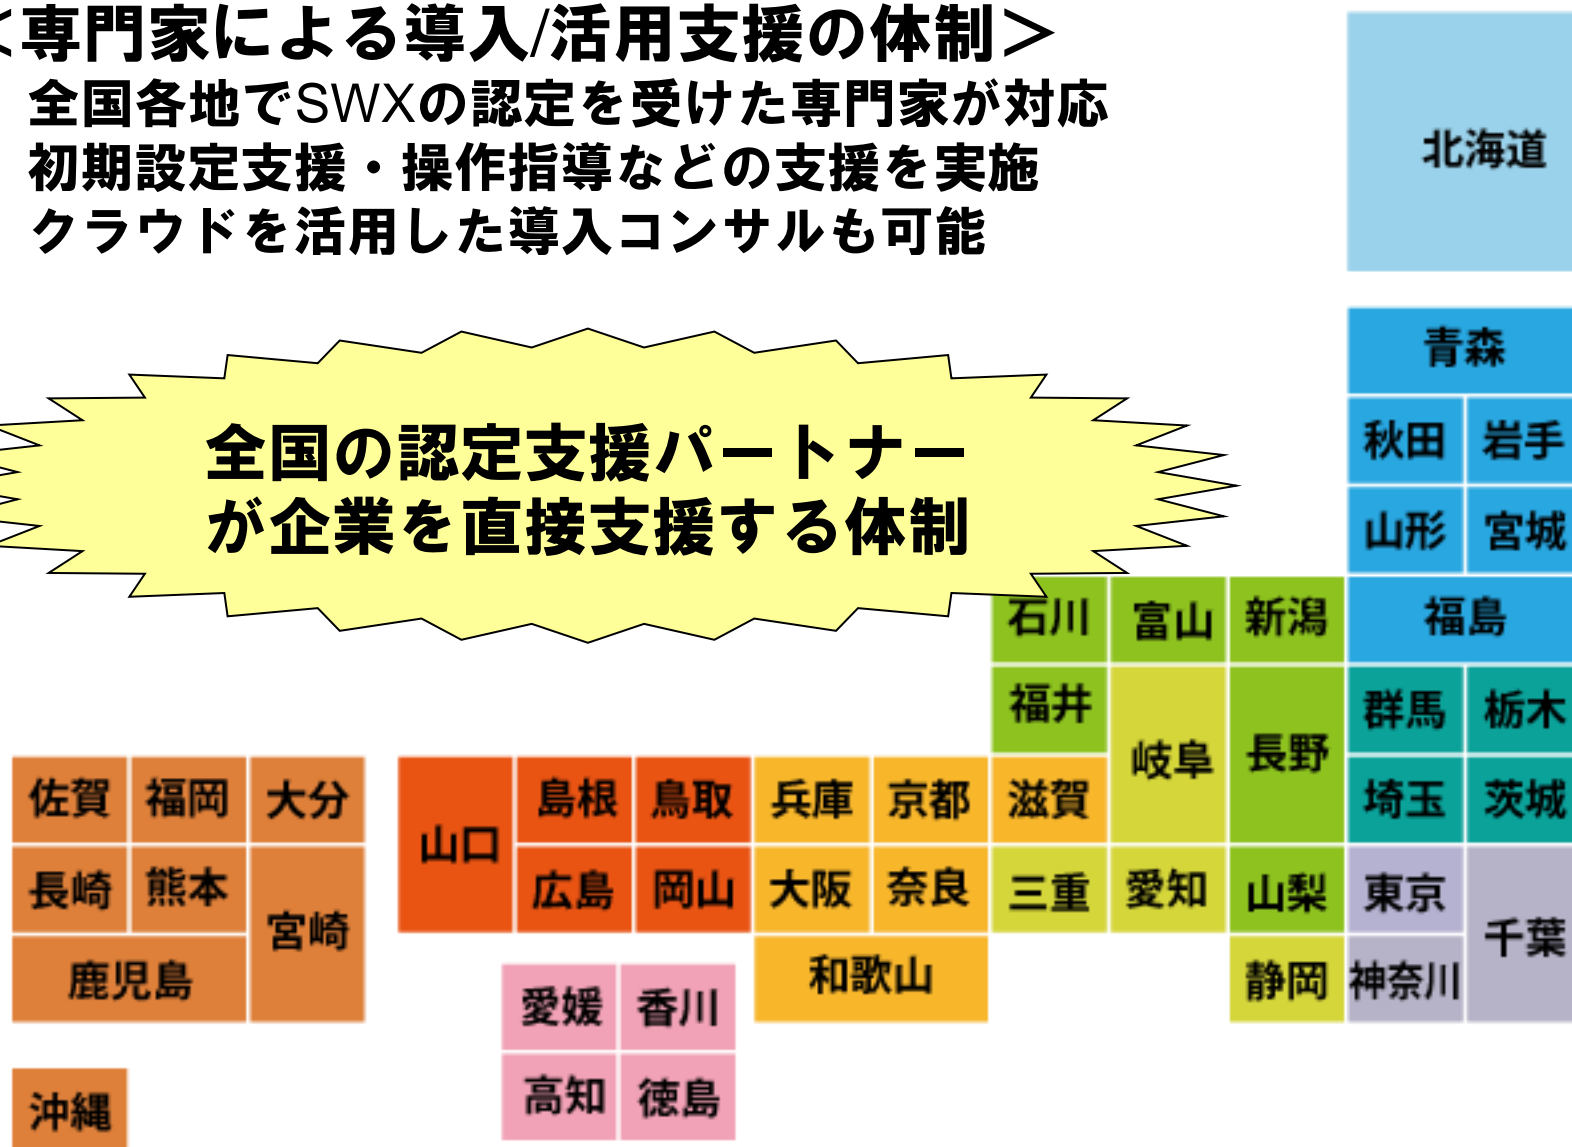 <専門家による導入/活用支援の体制＞
全国各地でSWXの認定を受けた専門家が対応
初期設定支援・操作指導などの支援を実施
クラウドを活用した導入コンサルも可能
北海道
青森
全国の認定支援パートナー
が企業を直接支援する体制
秋田 岩手
山形 宮城
石川 富山 新潟 福島
福井 岐阜 長野 群馬 栃木
佐賀 福岡 大分 山口 島根 鳥取 兵庫 京都 滋賀 埼玉 茨城
長崎 熊本 宮崎 広島 岡山 大阪 奈良 三重 愛知 山梨 東京 千葉
鹿児島 和歌山 静岡 神奈川
愛媛 香川
高知 徳島
沖縄